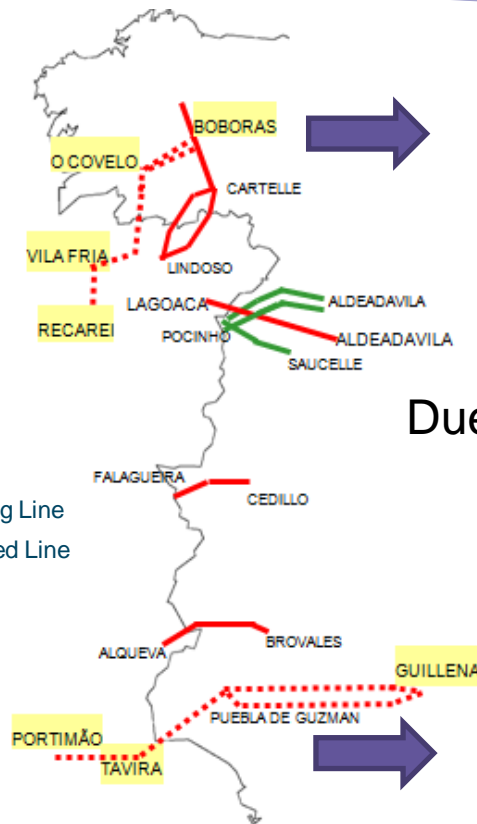 BOBORAS
O COVELO
CARTELLE
VILA FRIA
LINDOSO
LAGOACA
ALDEADAVILA
RECAREI
POCINHO
ALDEADAVILA
SAUCELLE
Due
FALAGUEIRA
CEDILLO
g Line
ed Line
ALQUEVA
BROVALES
GUILLENA
PUEBLA DE GUZMAN
PORTIMÃO
TAVIRA